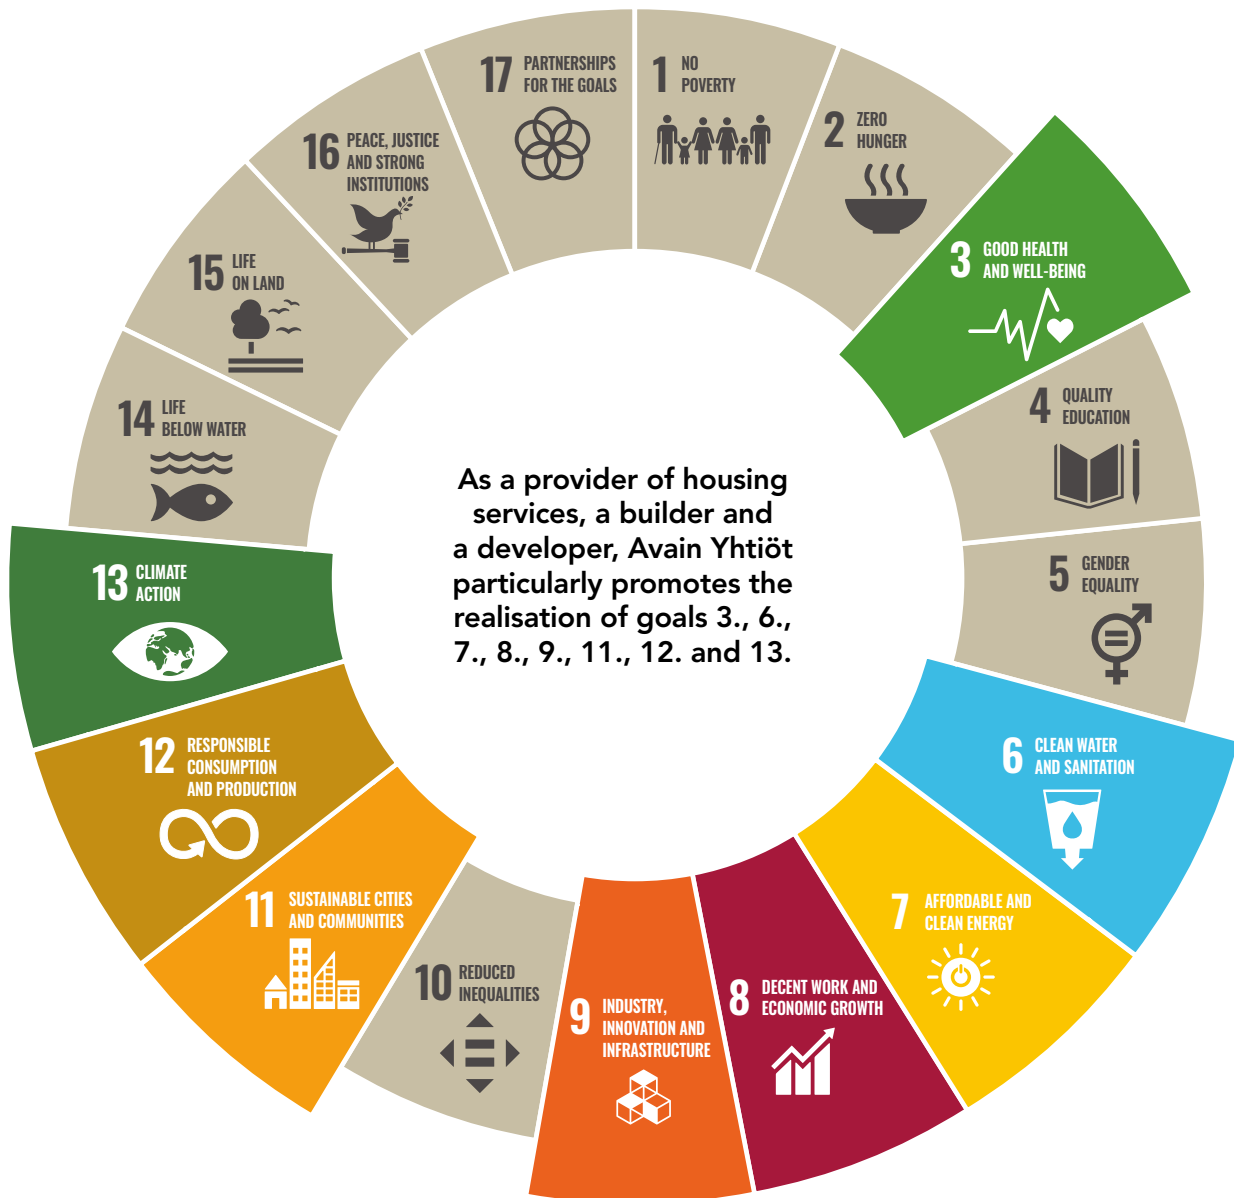 1 NO
POVERTY
2 ZERO
HUNGER
3 GOOD HEALTH
AND WELL-BEING
4 QUALITY
EDUCATION
5 GENDER
EQUALITY
6 CLEAN WATER
AND SANITATION
7 AFFORDABLE AND
CLEAN ENERGY
8 DECENT WORK AND
ECONOMIC GROWTH
9 INDUSTRY,
INNOVATION AND
INFRASTRUCTURE
10 REDUCED
INEQUALITIES
11 SUSTAINABLE CITIES
AND COMMUNITIES
12 RESPONSIBLE
CONSUMPTION
AND PRODUCTION
13 CLIMATE
ACTION
14 LIFE
BELOW WATER
15 LIFE
ON LAND
16 PEACE, JUSTICE
AND STRONG
INSTITUTIONS
17 PARTNERSHIPS
FOR THE GOALS
As a provider of housing
services, a builder and
a developer, Avain Yhtiöt
particularly promotes the
realisation of goals 3., 6.,
7., 8., 9., 11., 12. and 13.